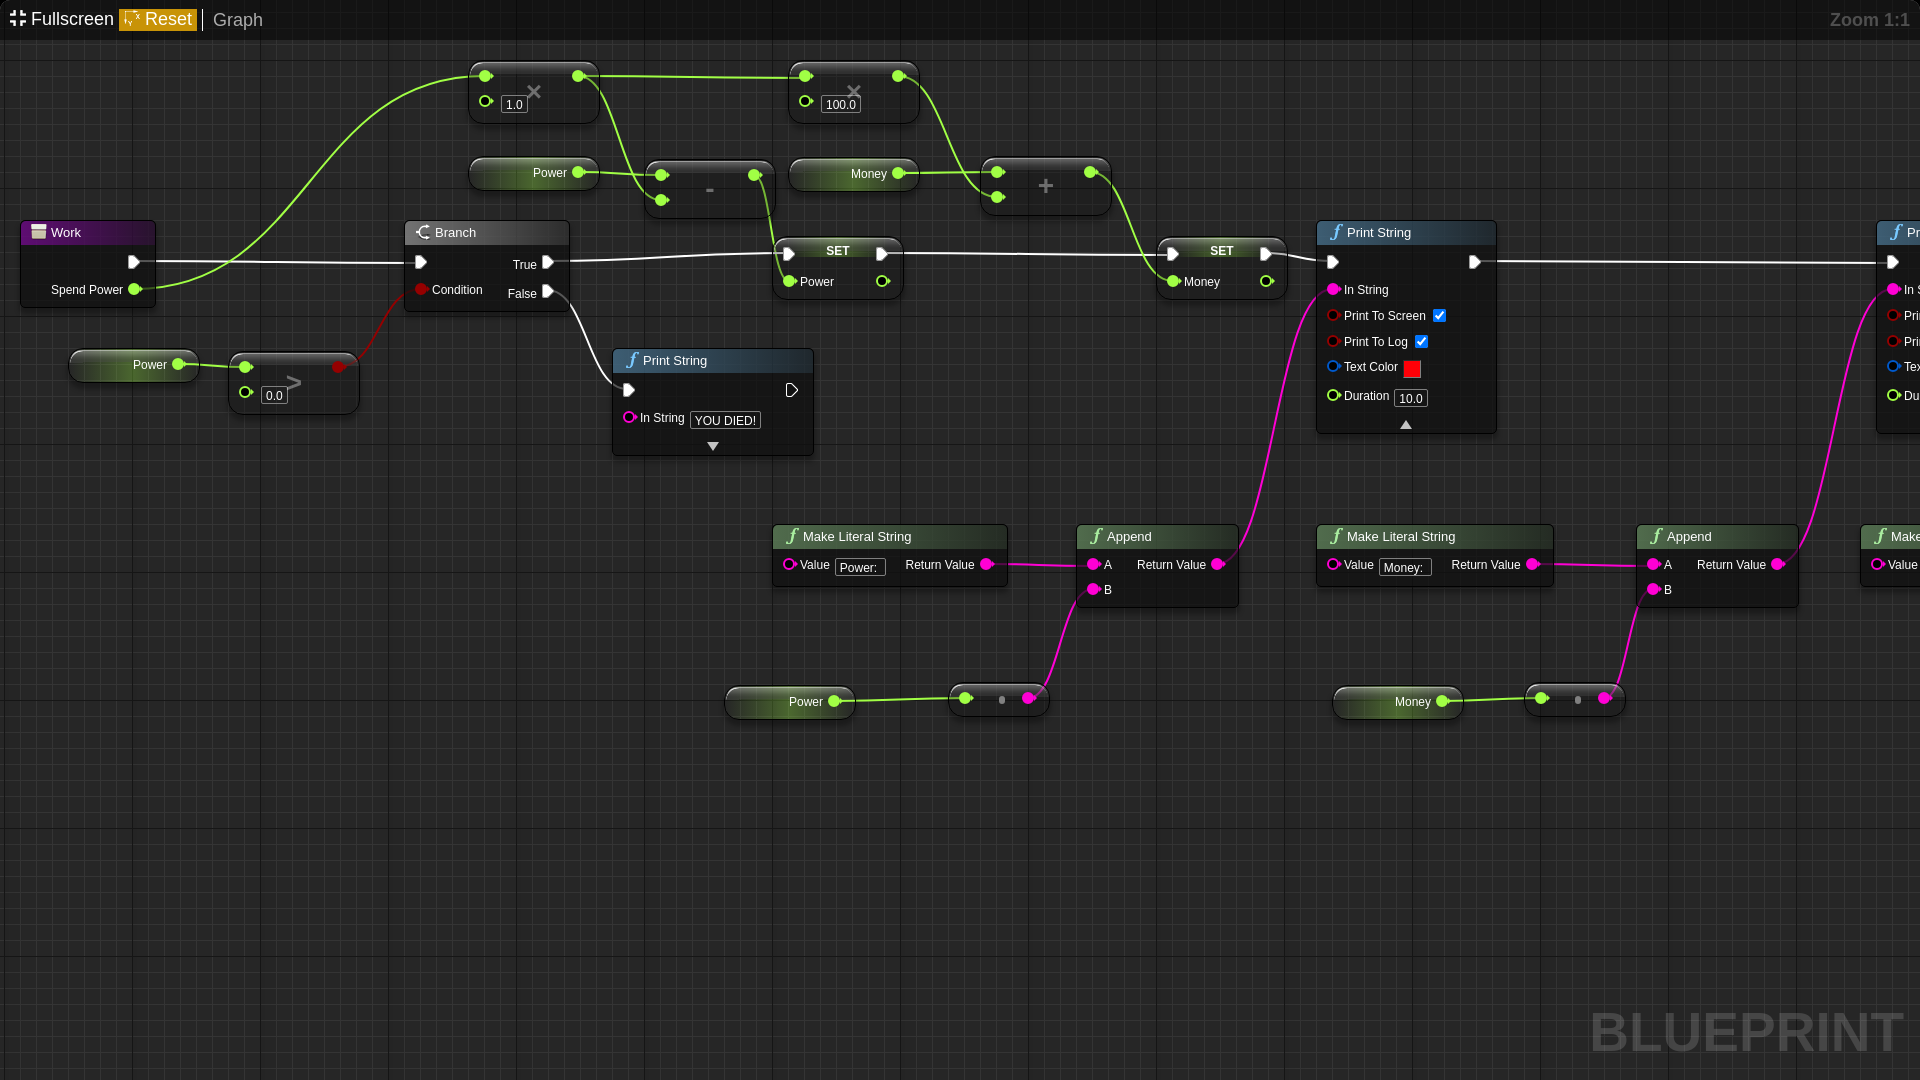 Fullscreen Reset Graph
Zoom 1:1
×
1.0
×
100.0
Power
-
Money
+
Work
Spend Power
Branch
True
Condition
False
SET
Power
SET
Money
Print String
In String
Print To Screen
Print To Log
Text Color
Duration 10.0
Pr
In S
Pri
Pri
Tex
Du
Power
>
0.0
Print String
In String YOU DIED!
Make Literal String
Value Power: Return Value
Append
A Return Value
B
Make Literal String
Value Money: Return Value
Append
A Return Value
B
Make
Value
Power
•
Money
•
BLUEPRINT